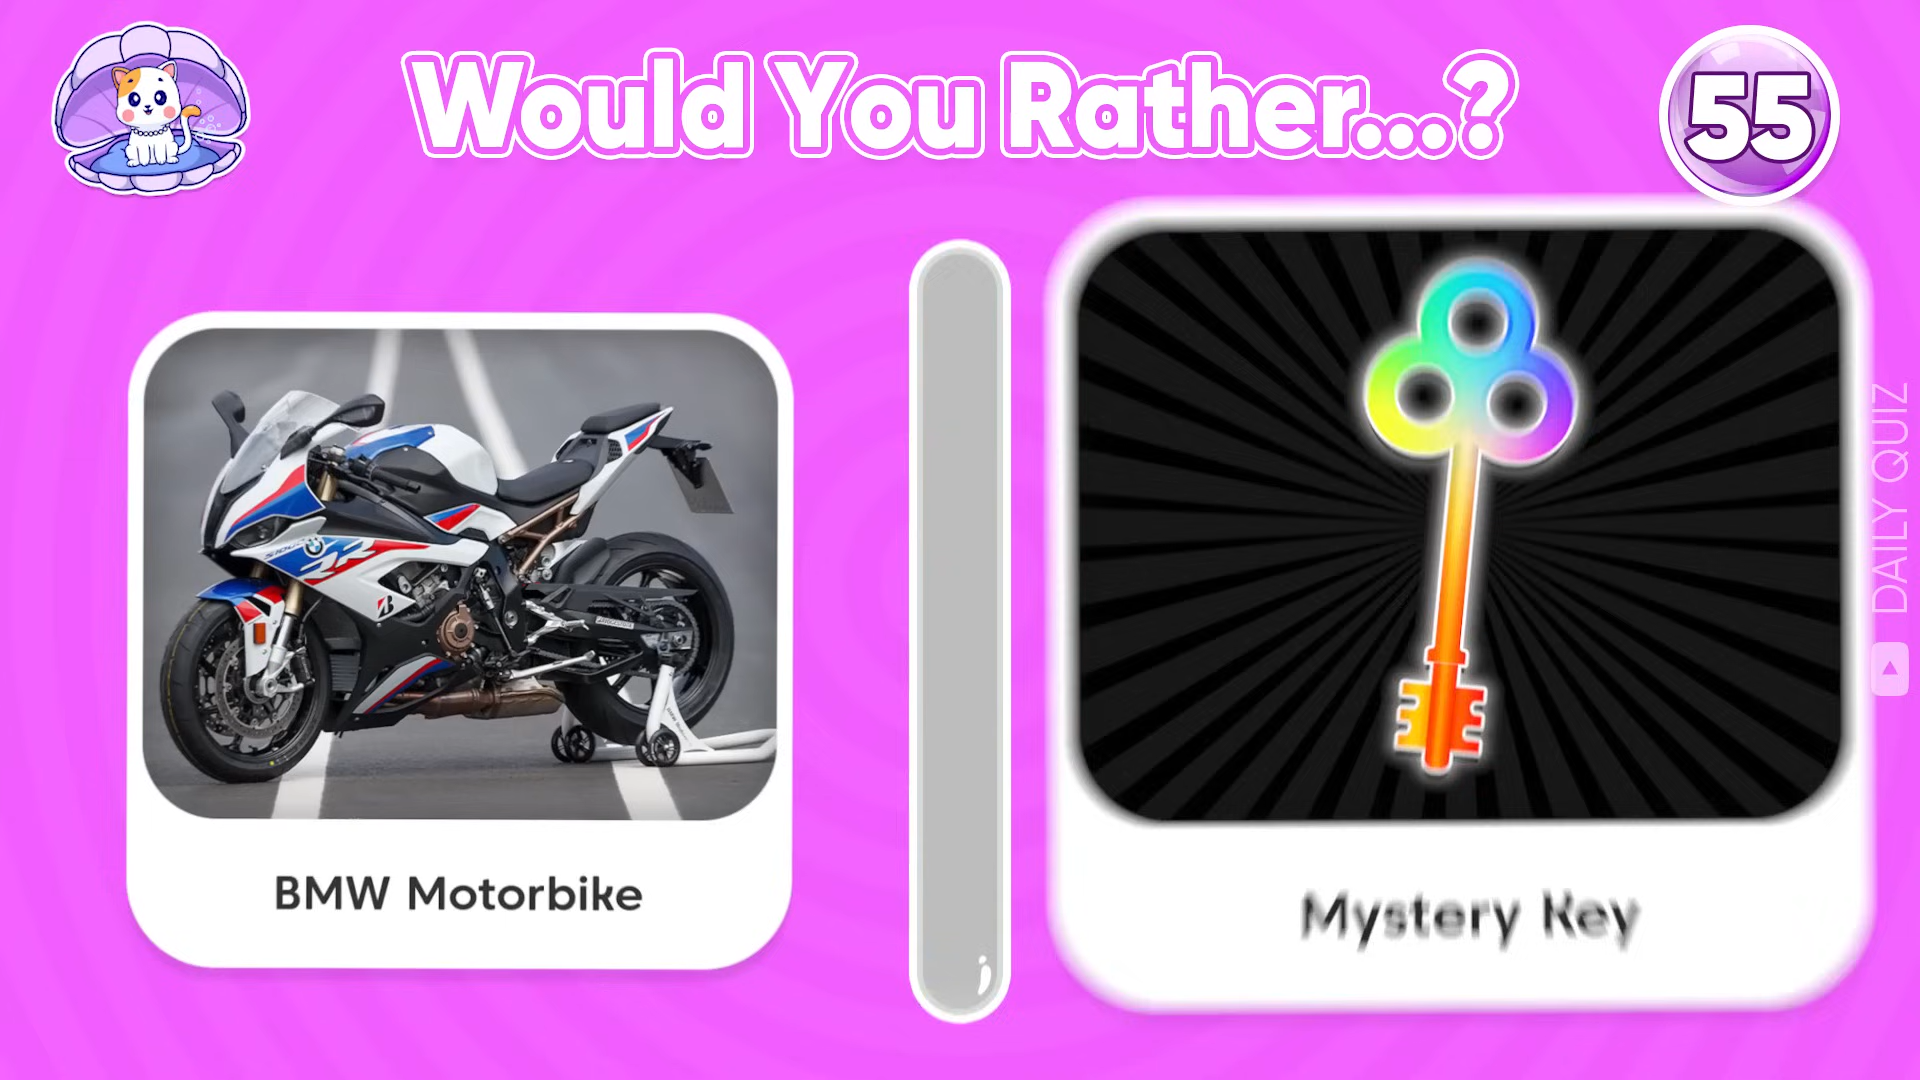 Would You Rather...?
55
BMW Motorbike
Mystery Key
DAILY QUIZ